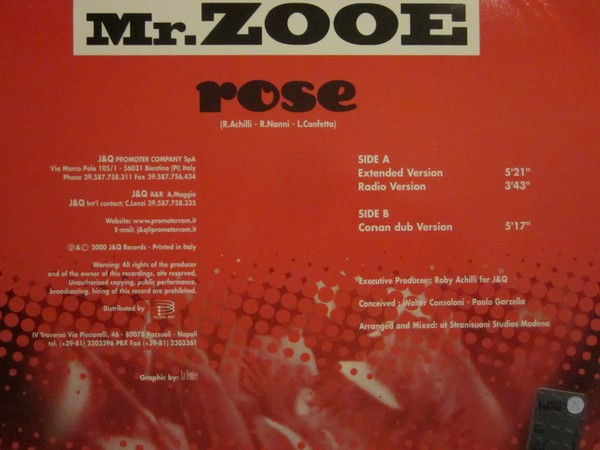 Mr. ZOOE
rose
(R.Achilli - R.Nanni - L.Confetta)
J&Q PROMOTER COMPANY SpA
Via Marco Polo 105/1 - 56031 Bientina (PI) Italy
Phone 39.587.758.311 Fax 39.587.756.434
J&Q A&R A.Maggio
J&Q Int'l contact: C.Lenzi 39.587.758.335
Website: www.promotercom.it
E-mail: j&q@promotercom.it
℗&© 2000 J&Q Records - Printed in Italy
Warning: All rights of the producer
and of the owner of this recordings, are reserved.
Unauthorized copying, public performance,
broadcasting, hiring of this record are prohibited.
Distributed by
IV Traversa Via Pisciarelli, 46 - 80078 Pozzuoli - Napoli
tel. (+39-81) 2303296 PBX Fax (+39-81) 2303361
Graphic by:
SIDE A
Extended Version 5'21"
Radio Version 3'43"
SIDE B
Conan dub Version 5'17"
Executive Producer : Roby Achilli for J&Q
Conceived : Walter Consoloni - Paolo Garzella
Arranged and Mixed: at Stranisuoni Studios Modena